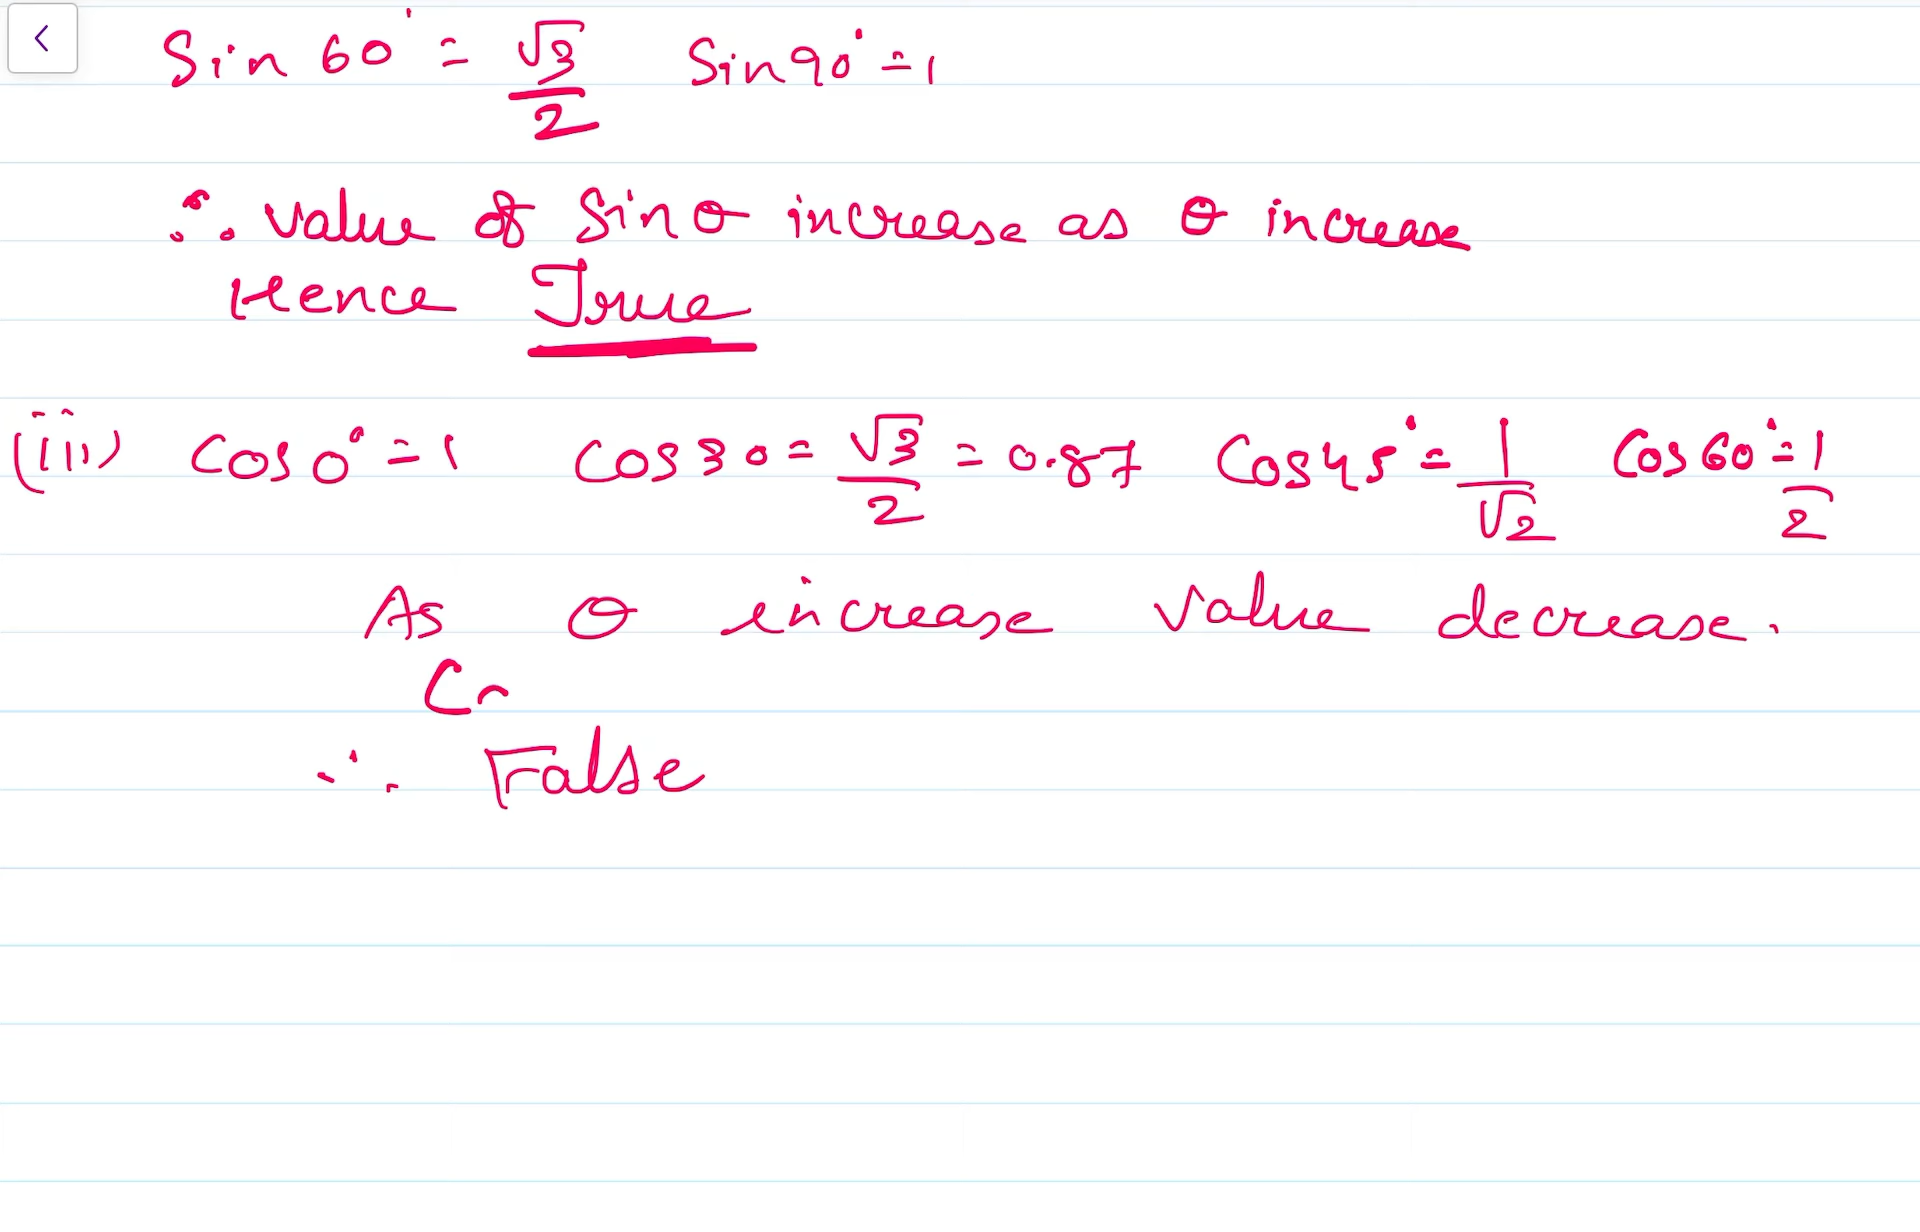 Sin 60° = √3/2 Sin 90° = 1
∴ value of Sin θ increase as θ increase
Hence True
(iii) Cos 0° = 1 Cos 30 = √3/2 = 0.87 Cos 45° = 1/√2 Cos 60° = 1/2
As θ increase value decrease.
∴ False